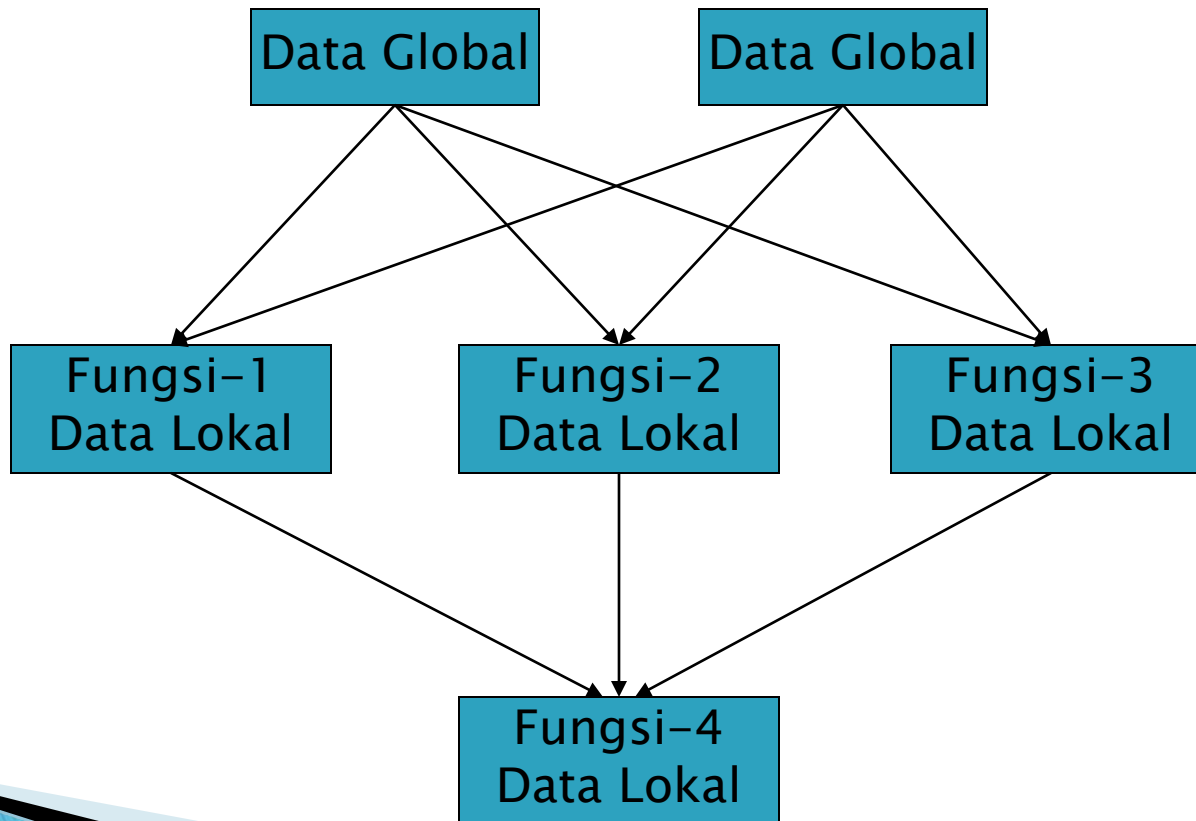 Data Global
Data Global
Fungsi-1
Data Lokal
Fungsi-2
Data Lokal
Fungsi-3
Data Lokal
Fungsi-4
Data Lokal